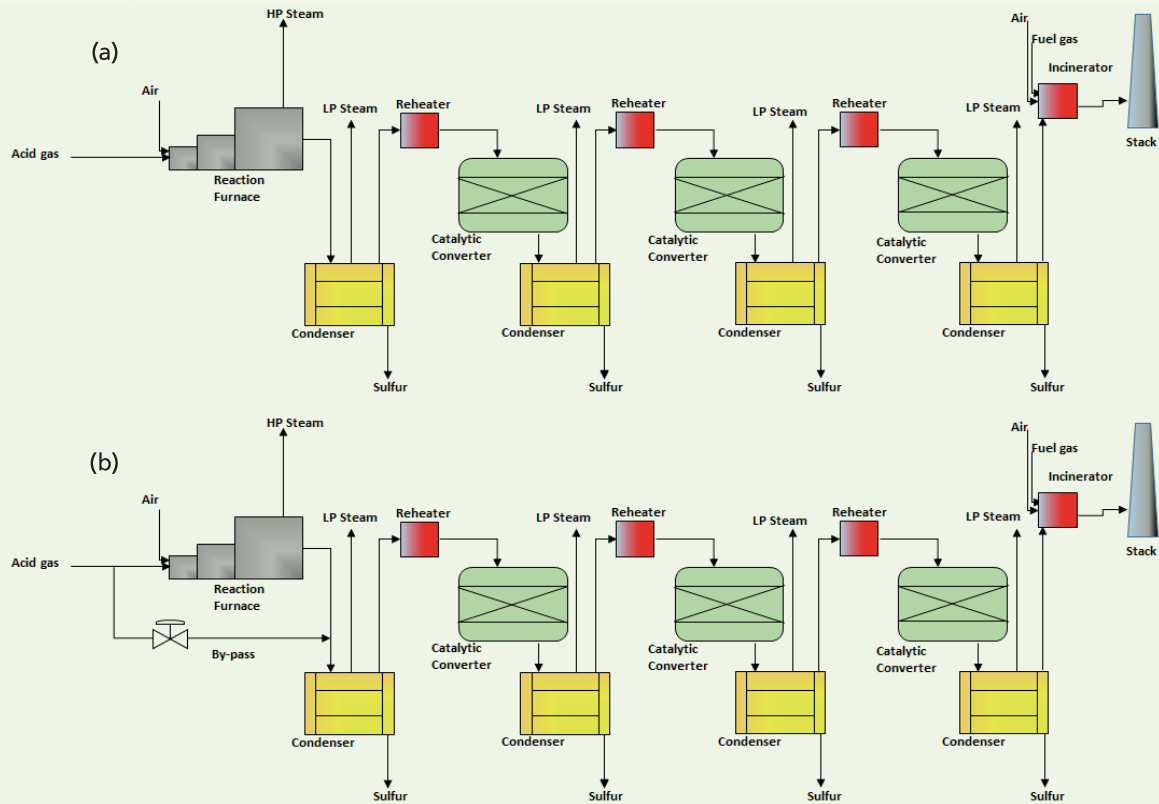 HP Steam
(a)
Air
Acid gas
Reaction
Furnace
LP Steam
Reheater
LP Steam
Reheater
LP Steam
Reheater
LP Steam
Air
Fuel gas
Incinerator
Stack
Catalytic
Converter
Catalytic
Converter
Catalytic
Converter
Condenser
Condenser
Condenser
Condenser
Sulfur
Sulfur
Sulfur
Sulfur
HP Steam
(b)
Air
Acid gas
Reaction
Furnace
By-pass
LP Steam
Reheater
LP Steam
Reheater
LP Steam
Reheater
LP Steam
Air
Fuel gas
Incinerator
Stack
Catalytic
Converter
Catalytic
Converter
Catalytic
Converter
Condenser
Condenser
Condenser
Condenser
Sulfur
Sulfur
Sulfur
Sulfur